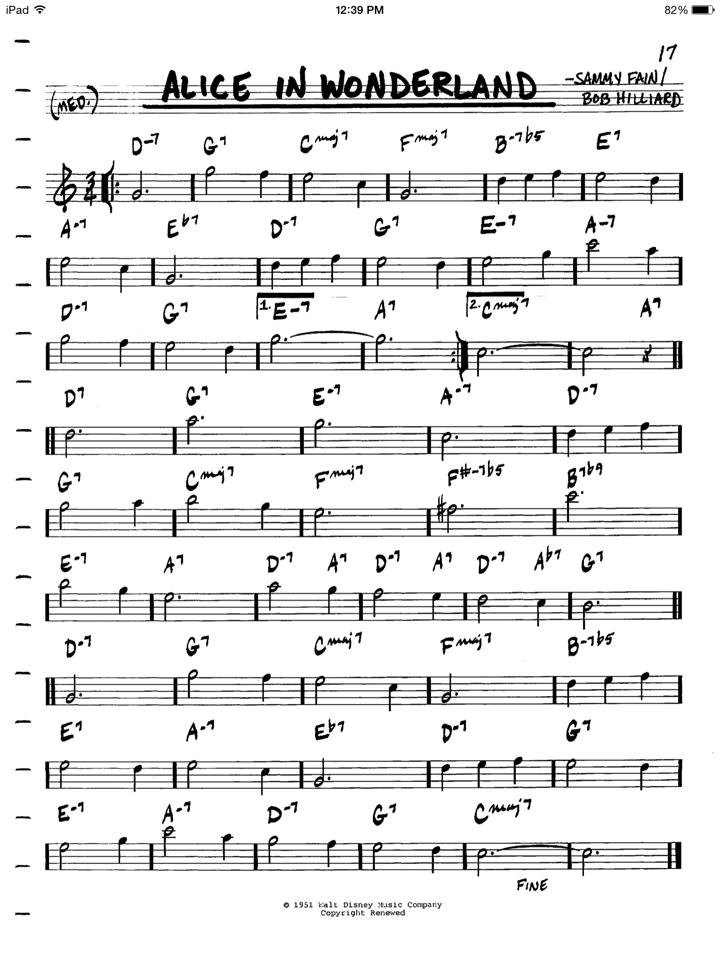 iPad 12:39 PM 82%
17
(MED.) ALICE IN WONDERLAND -SAMMY FAIN/
BOB HILLIARD
D-7 G7 Cmaj7 Fmaj7 B-7b5 E7
A-7 Eb7 D-7 G7 E-7 A-7
D-7 G7 1. E-7 A7 2. Cmaj7 A7
D7 G7 E-7 A-7 D-7
G7 Cmaj7 Fmaj7 F#-7b5 B7b9
E-7 A7 D-7 A7 D-7 A7 D-7 Ab7 G7
D-7 G7 Cmaj7 Fmaj7 B-7b5
E7 A-7 Eb7 D-7 G7
E-7 A-7 D-7 G7 Cmaj7
FINE
© 1951 Walt Disney Music Company
Copyright Renewed